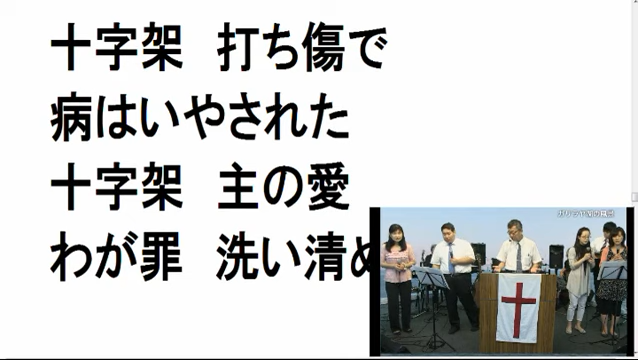 十字架　打ち傷で
病はいやされた
十字架　主の愛
わが罪　洗い清め